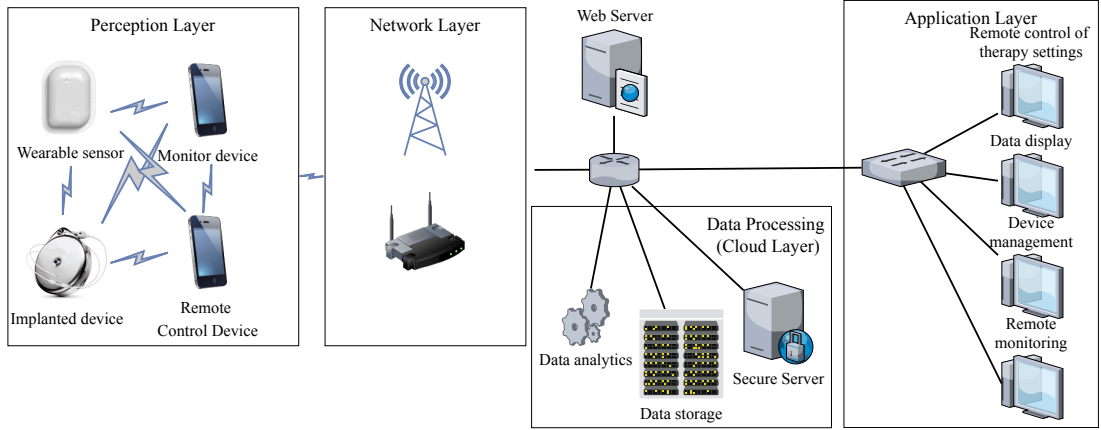 Perception Layer
Wearable sensor
Monitor device
Implanted device
Remote
Control Device
Network Layer
Web Server
Data Processing
(Cloud Layer)
Data analytics
Data storage
Secure Server
Application Layer
Remote control of
therapy settings
Data display
Device
management
Remote
monitoring